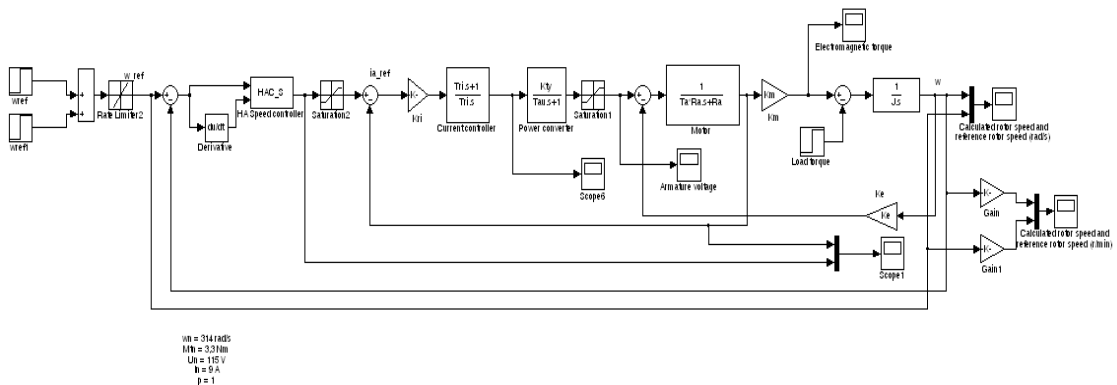 Electromagnetic torque
w_ref
ia_ref
w
wref
wref1
Rate Limiter2
HAC_S
HA Speed controller
Saturation2
K-
Kri
Tri.s+1
Tri.s
Current controller
Kty
Tau.s+1
Power converter
Saturation1
1
Ta*Ra.s+Ra
Motor
Km
Km
1
J.s
Calculated rotor speed and
reference rotor speed (rad/s)
du/dt
Derivative
Load torque
Scope6
Armature voltage
Ke
Ke
K-
Gain
Calculated rotor speed and
reference rotor speed (r/min)
K-
Gain1
Scope1
wn = 314 rad/s
Mtn = 3,3 Nm
Un = 115 V
In = 9 A
p = 1